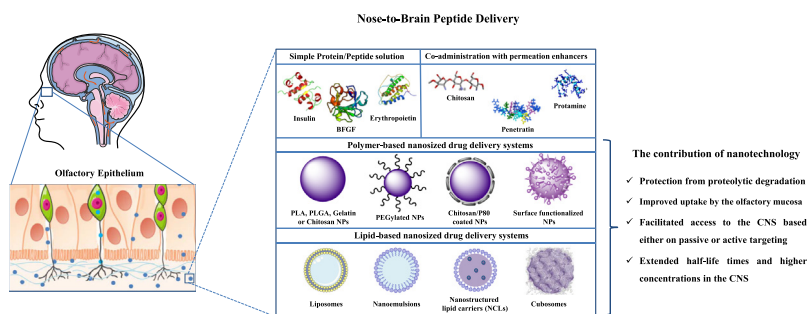 Nose-to-Brain Peptide Delivery
Simple Protein/Peptide solution
Co-administration with permeation enhancers
Insulin
BFGF
Erythropoietin
Chitosan
Penetratin
Protamine
Olfactory Epithelium
Polymer-based nanosized drug delivery systems
PLA, PLGA, Gelatin
or Chitosan NPs
PEGylated NPs
Chitosan/P80
coated NPs
Surface functionalized
NPs
Lipid-based nanosized drug delivery systems
Liposomes
Nanoemulsions
Nanostructured
lipid carriers (NCLs)
Cubosomes
The contribution of nanotechnology
✓ Protection from proteolytic degradation
✓ Improved uptake by the olfactory mucosa
✓ Facilitated access to the CNS based
either on passive or active targeting
✓ Extended half-life times and higher
concentrations in the CNS